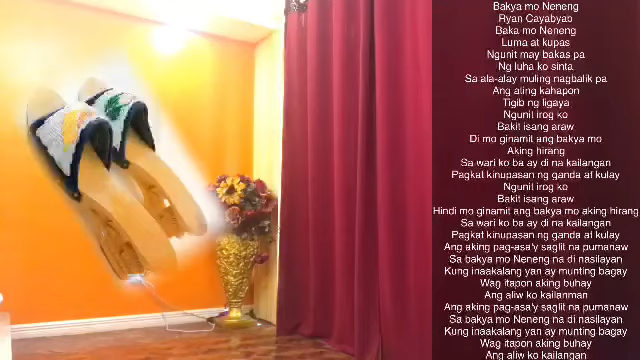 Bakya mo Neneng
Ryan Cayabyab
Baka mo Neneng
Luma at kupas
Ngunit may bakas pa
Ng luha ko sinta
Sa ala-alay muling nagbalik pa
Ang ating kahapon
Tigib ng ligaya
Ngunit irog ko
Bakit isang araw
Di mo ginamit ang bakya mo
Aking hirang
Sa wari ko ba ay di na kailangan
Pagkat kinupasan ng ganda at kulay
Ngunit irog ko
Bakit isang araw
Hindi mo ginamit ang bakya mo aking hirang
Sa wari ko ba ay di na kailangan
Pagkat kinupasan ng ganda at kulay
Ang aking pag-asa'y saglit na pumanaw
Sa bakya mo Neneng na di nasilayan
Kung inaakalang yan ay munting bagay
Wag itapon aking buhay
Ang aliw ko kailanman
Ang aking pag-asa'y saglit na pumanaw
Sa bakya mo Neneng na di nasilayan
Kung inaakalang yan ay munting bagay
Wag itapon aking buhay
Ang aliw ko kailangan